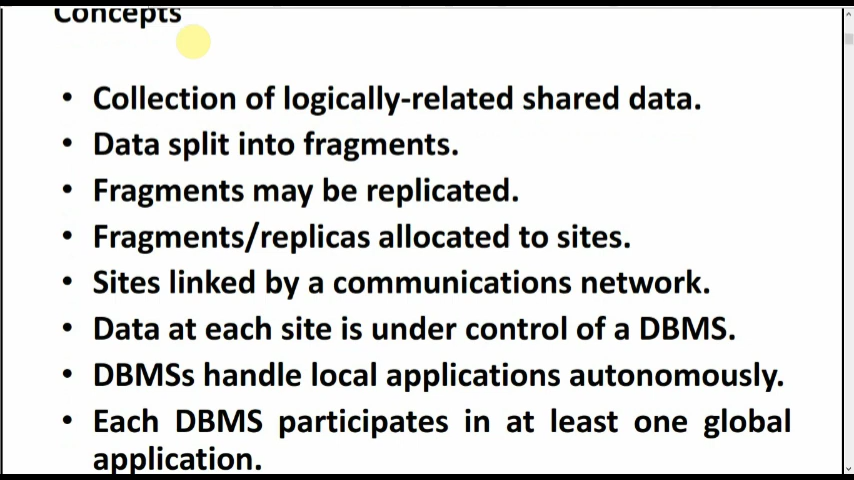 Concepts
• Collection of logically-related shared data.
• Data split into fragments.
• Fragments may be replicated.
• Fragments/replicas allocated to sites.
• Sites linked by a communications network.
• Data at each site is under control of a DBMS.
• DBMSs handle local applications autonomously.
• Each DBMS participates in at least one global
application.